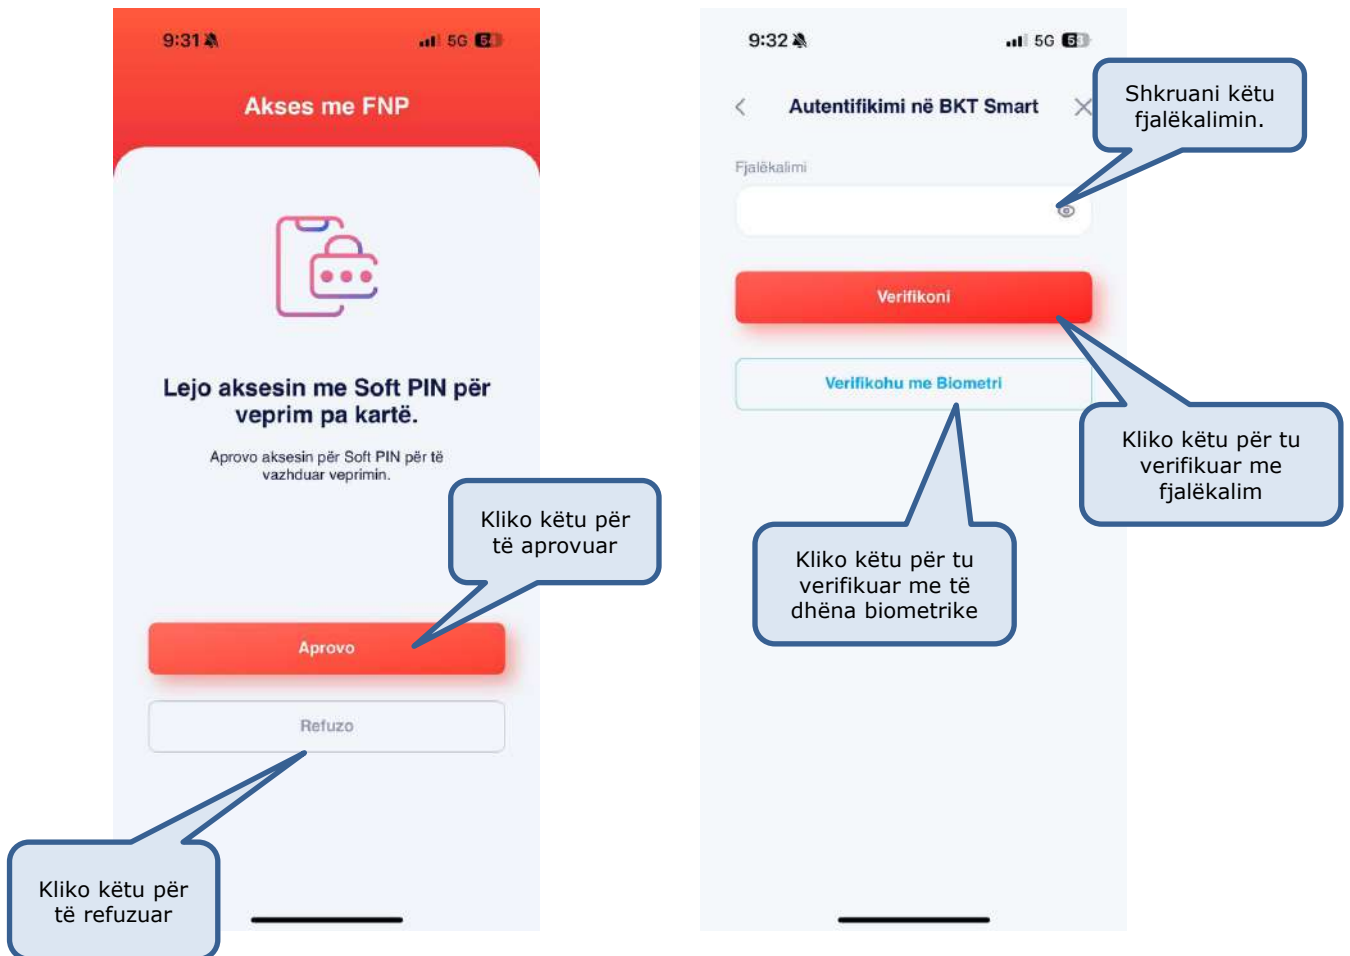 9:31
5G
Akses me FNP
Lejo aksesin me Soft PIN për
veprim pa kartë.
Aprovo aksesin për Soft PIN për të
vazhduar veprimin.
Kliko këtu për
të aprovuar
Aprovo
Refuzo
Kliko këtu për
të refuzuar
9:32
5G
Autentifikimi në BKT Smart
Shkruani këtu
fjalëkalimin.
Fjalëkalimi
Verifikoni
Verifikohu me Biometri
Kliko këtu për tu
verifikuar me
fjalëkalim
Kliko këtu për tu
verifikuar me të
dhëna biometrike